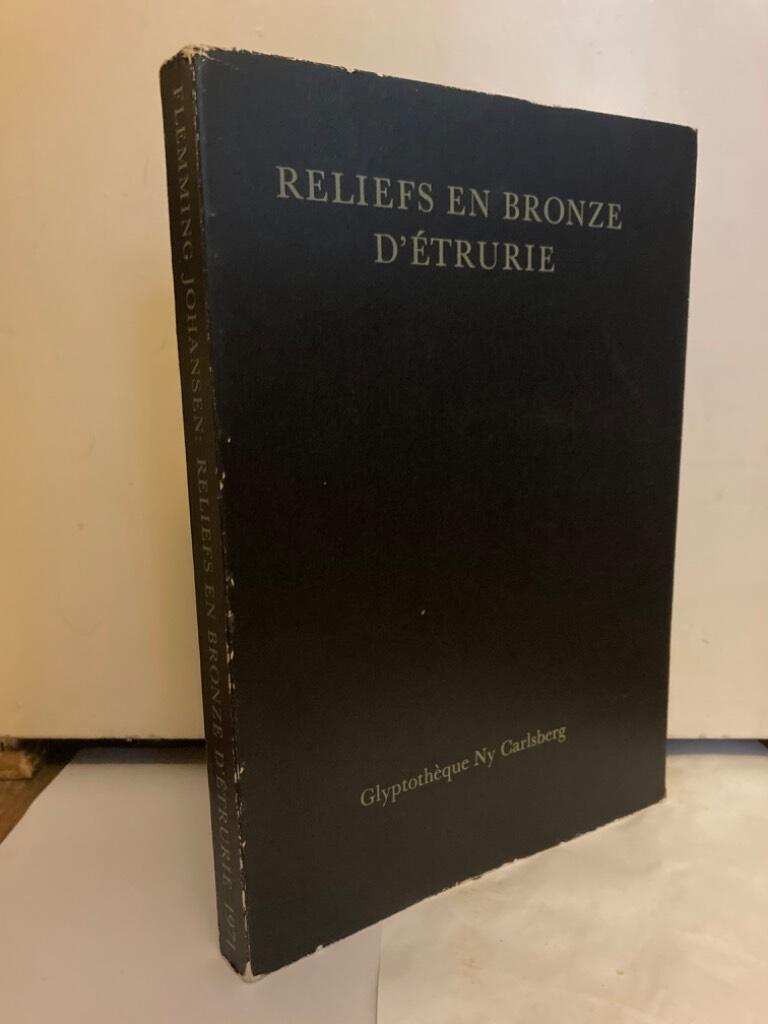 RELIEFS EN BRONZE
D'ÉTRURIE
Glyptothèque Ny Carlsberg
FLEMMING JOHANSEN: RELIEFS EN BRONZE D'ÉTRURIE 1971